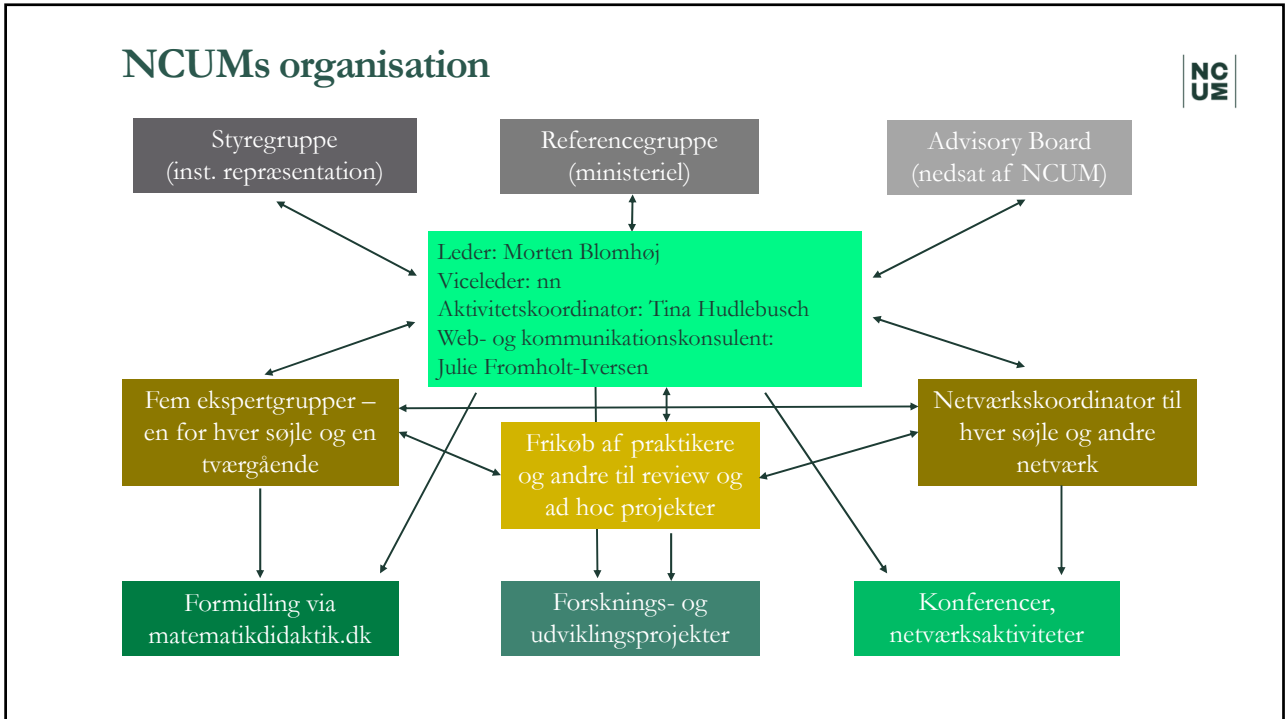 NCUMs organisation
NC
UM
Styregruppe
(inst. repræsentation)
Referencegruppe
(ministeriel)
Advisory Board
(nedsat af NCUM)
Leder: Morten Blomhøj
Viceleder: nn
Aktivitetskoordinator: Tina Hudlebusch
Web- og kommunikationskonsulent:
Julie Fromholt-Iversen
Fem ekspertgrupper –
en for hver søjle og en
tværgående
Frikøb af praktikere
og andre til review og
ad hoc projekter
Netværkskoordinator til
hver søjle og andre
netværk
Formidling via
matematikdidaktik.dk
Forsknings- og
udviklingsprojekter
Konferencer,
netværksaktiviteter